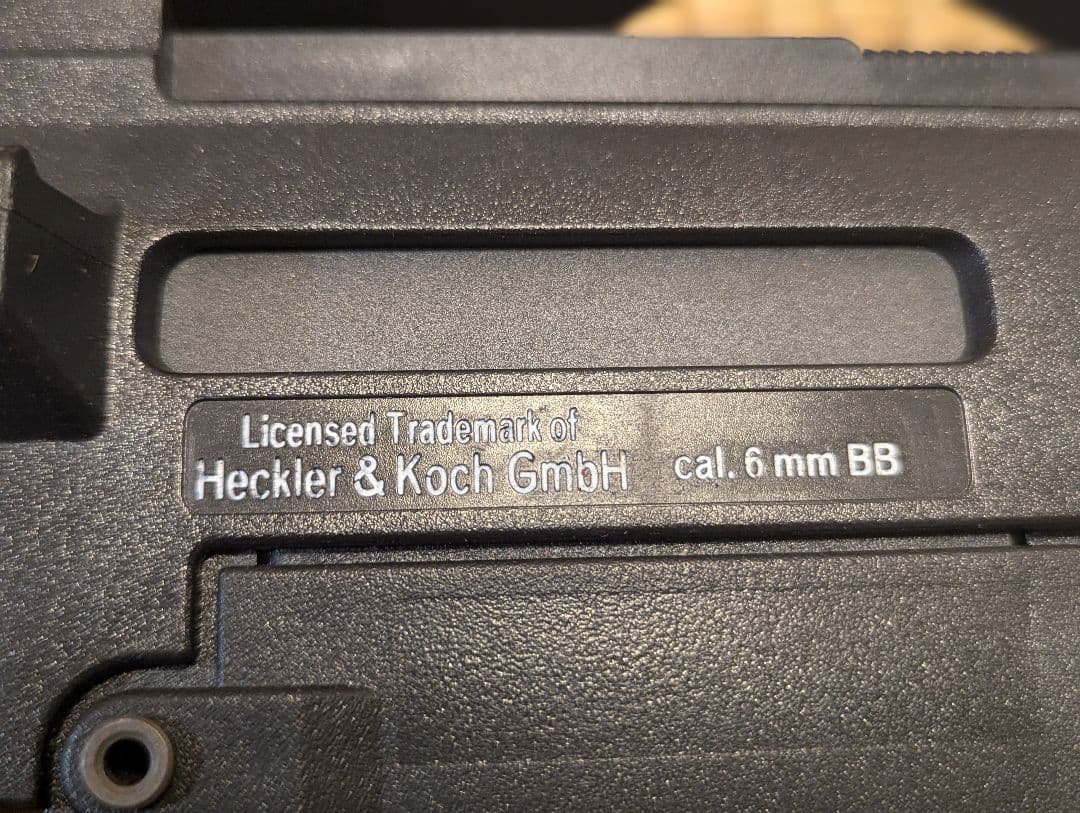 Licensed Trademark of
Heckler & Koch GmbH
cal. 6 mm BB